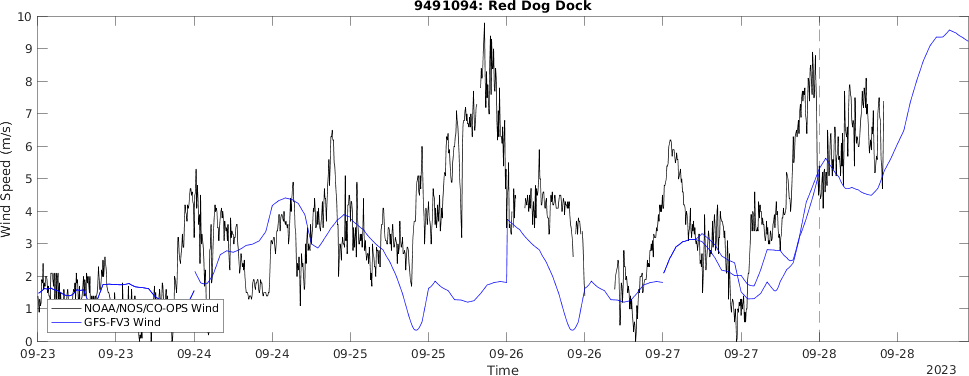 9491094: Red Dog Dock
Wind Speed (m/s)
10
9
8
7
6
5
4
3
2
1
0
NOAA/NOS/CO-OPS Wind
GFS-FV3 Wind
09-23 09-23 09-24 09-24 09-25 09-25 09-26 09-26 09-27 09-27 09-28 09-28
Time
2023